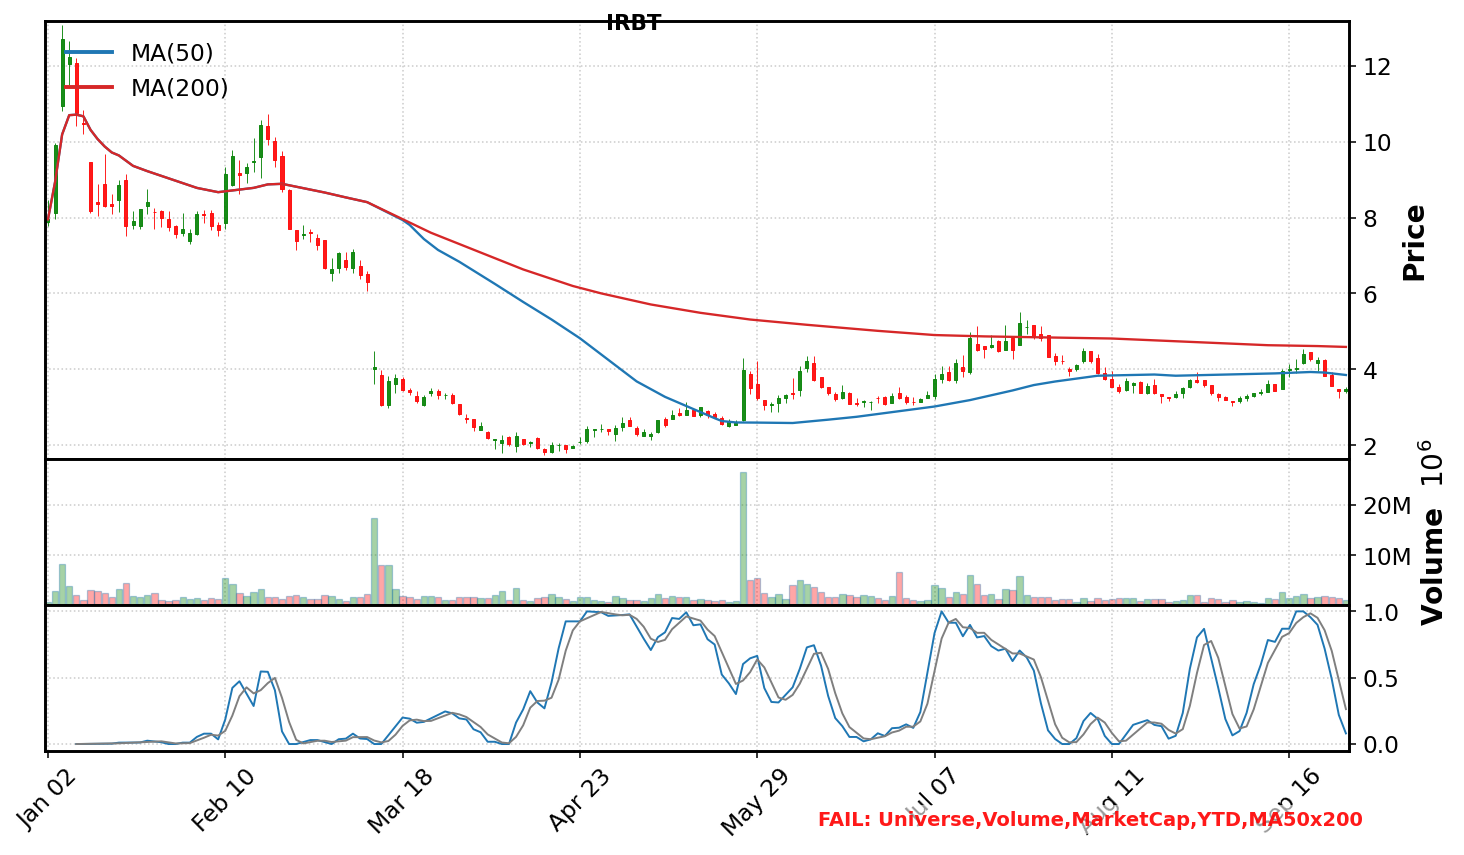 IRBT
MA(50)
MA(200)
12
10
8
6
4
2
Price
20M
10M
Volume 10^6
1.0
0.5
0.0
Jan 02
Feb 10
Mar 18
Apr 23
May 29
Jul 07
Aug 11
Sep 16
FAIL: Universe,Volume,MarketCap,YTD,MA50x200